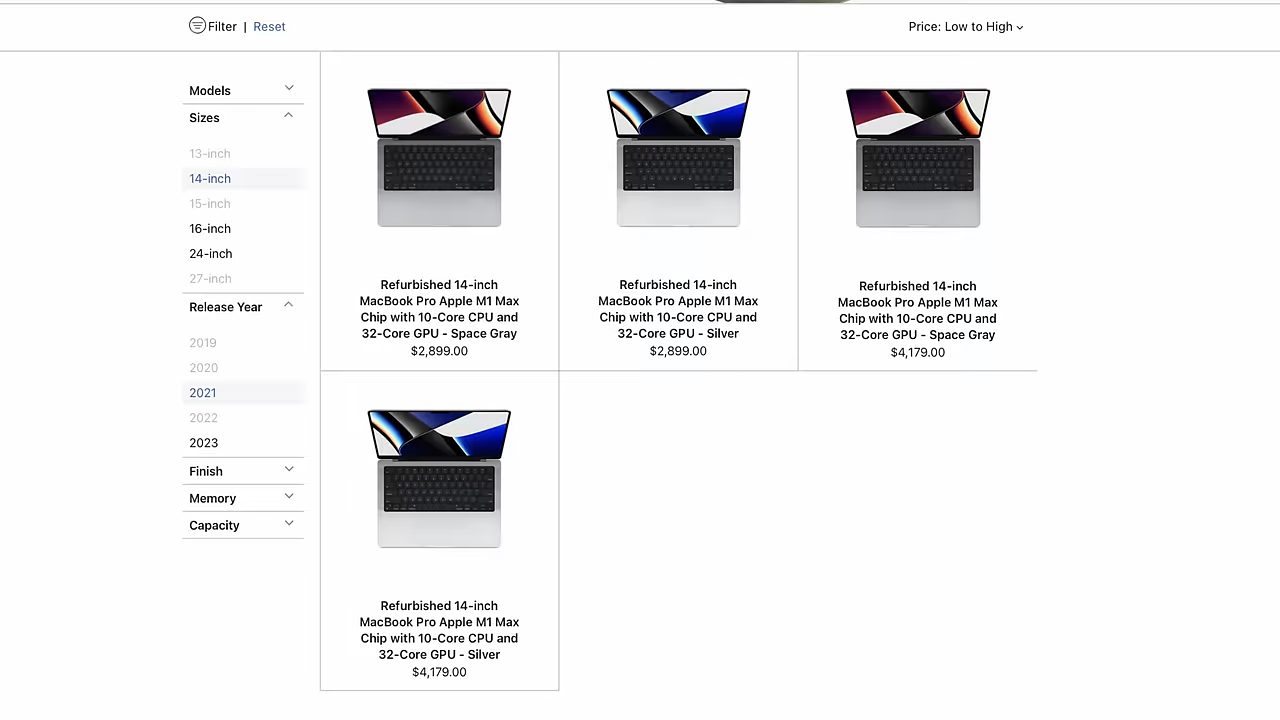 Filter | Reset
Price: Low to High
Models
Sizes
13-inch
14-inch
15-inch
16-inch
24-inch
27-inch
Release Year
2019
2020
2021
2022
2023
Finish
Memory
Capacity
Refurbished 14-inch
MacBook Pro Apple M1 Max
Chip with 10-Core CPU and
32-Core GPU - Space Gray
$2,899.00
Refurbished 14-inch
MacBook Pro Apple M1 Max
Chip with 10-Core CPU and
32-Core GPU - Silver
$2,899.00
Refurbished 14-inch
MacBook Pro Apple M1 Max
Chip with 10-Core CPU and
32-Core GPU - Space Gray
$4,179.00
Refurbished 14-inch
MacBook Pro Apple M1 Max
Chip with 10-Core CPU and
32-Core GPU - Silver
$4,179.00